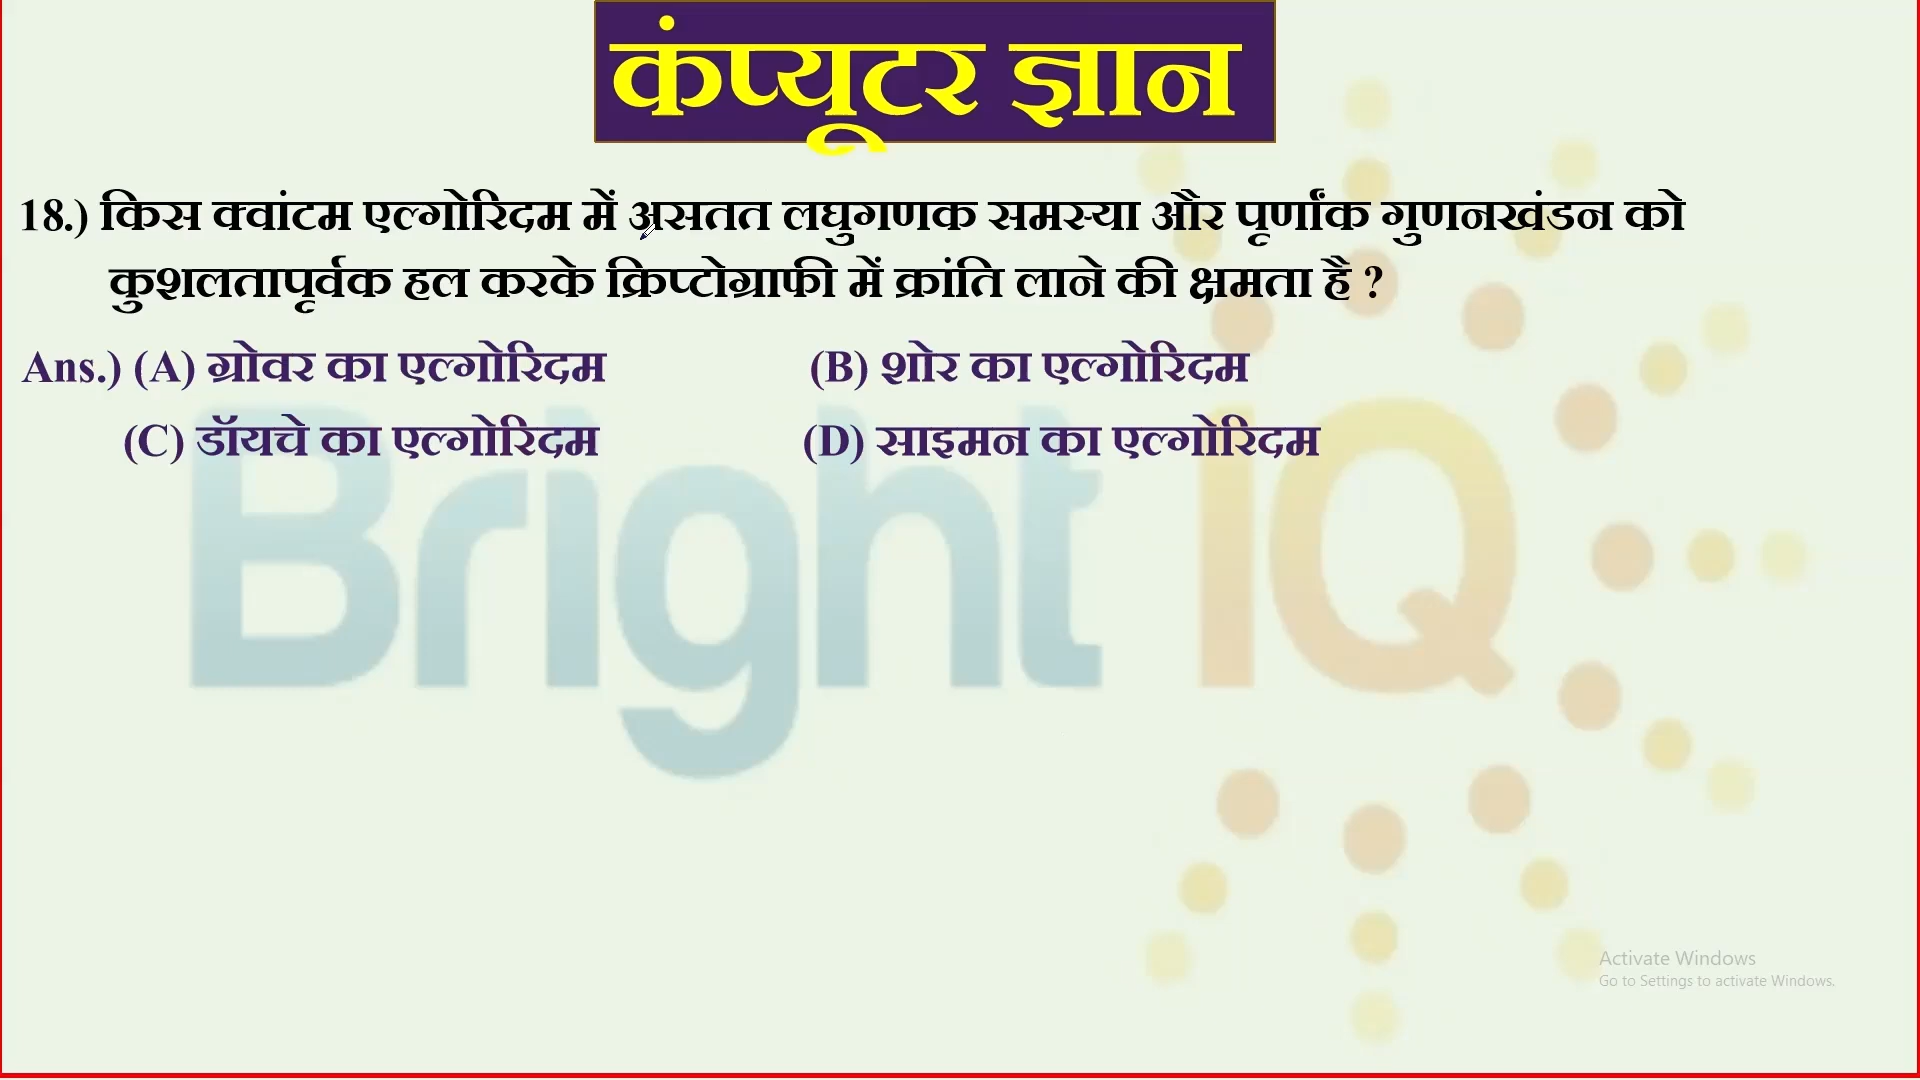 कंप्यूटर ज्ञान
18.) किस क्वांटम एल्गोरिदम में असतत लघुगणक समस्या और पूर्णांक गुणनखंडन को
कुशलतापूर्वक हल करके क्रिप्टोग्राफी में क्रांति लाने की क्षमता है ?
Ans.) (A) ग्रोवर का एल्गोरिदम (B) शोर का एल्गोरिदम
(C) डॉयचे का एल्गोरिदम (D) साइमन का एल्गोरिदम
Bright IQ
Activate Windows
Go to Settings to activate Windows.